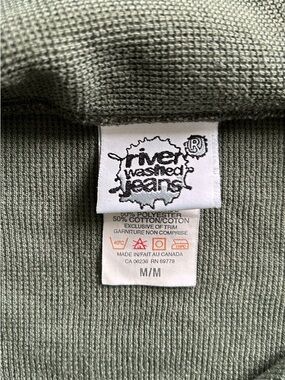 river ®
washed
jeans
50% POLYESTER
50% COTTON/COTON
EXCLUSIVE OF TRIM
GARNITURE NON COMPRISE
MADE IN/FAIT AU CANADA
CA 00236 RN 69779
M/M